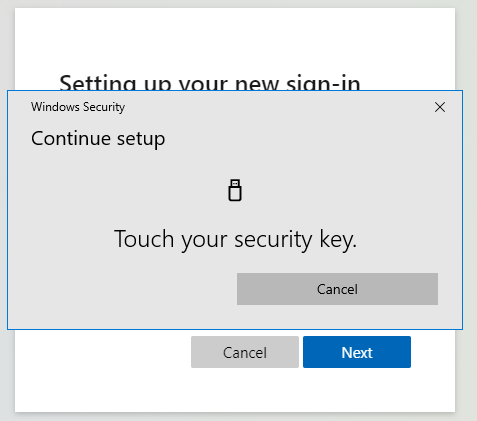 Setting up your new sign-in
Windows Security
Continue setup
Touch your security key.
Cancel
Cancel
Next